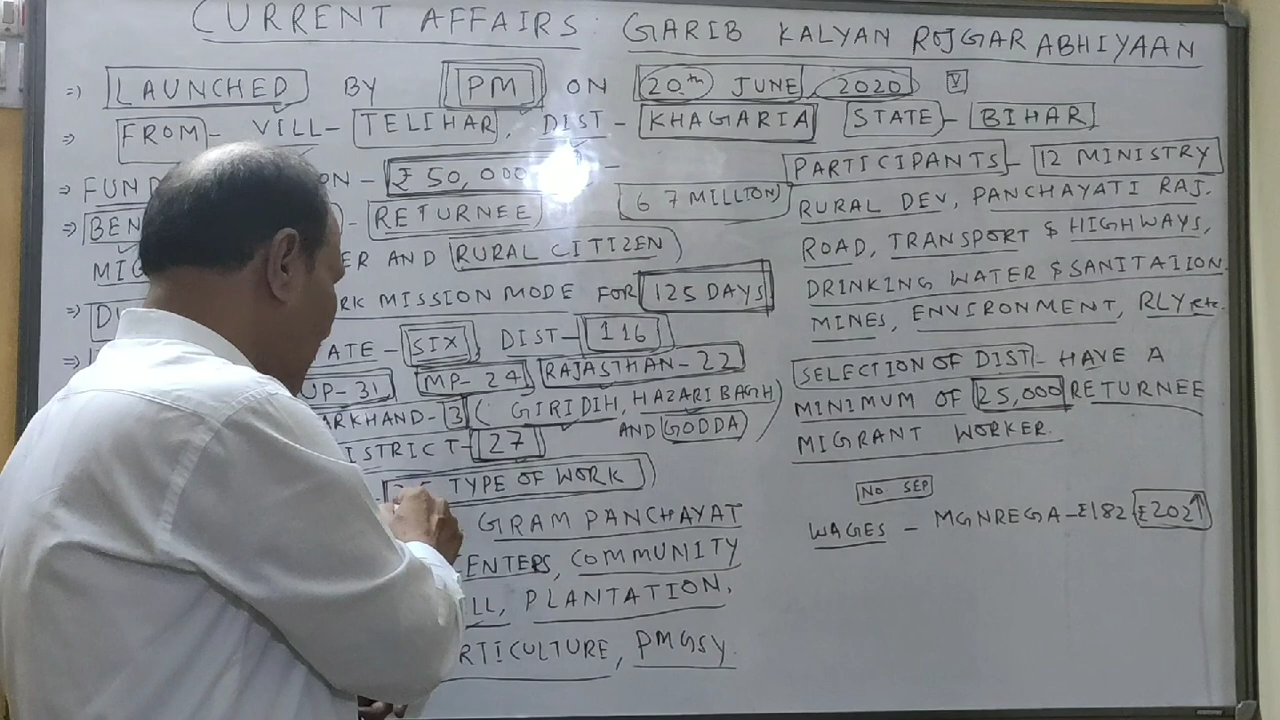 CURRENT AFFAIRS: GARIB KALYAN ROJGAR ABHIYAAN
=) LAUNCHED BY PM ON 20th JUNE, 2020 V
=> FROM- VILL- TELIHAR, DIST- KHAGARIA STATE- BIHAR
=> FUND ON - ₹50,000 -
=> BEN - RETURNEE 67 MILLION)
MIG ER AND RURAL CITIZEN)
=> D RK MISSION MODE FOR 125 DAYS
=> ATE- SIX DIST- 116
UP-31 MP-24 RAJASTHAN-22
ARKHAND-3 (GIRIDIH, HAZARIBAGH
AND GODDA)
ISTRICT- 27
- TYPE OF WORK)
GRAM PANCHAYAT
ENTERS, COMMUNITY
LL, PLANTATION,
RTICULTURE, PMGSY.
PARTICIPANTS- 12 MINISTRY
RURAL DEV, PANCHAYATI RAJ.
ROAD, TRANSPORT & HIGHWAYS,
DRINKING WATER & SANITAIION
MINES, ENVIRONMENT, RLY etc.
SELECTION OF DIST- HAVE A
MINIMUM OF 25,000 RETURNEE
MIGRANT WORKER.
NO SEP
WAGES - MGNREGA-₹182 ₹202↑